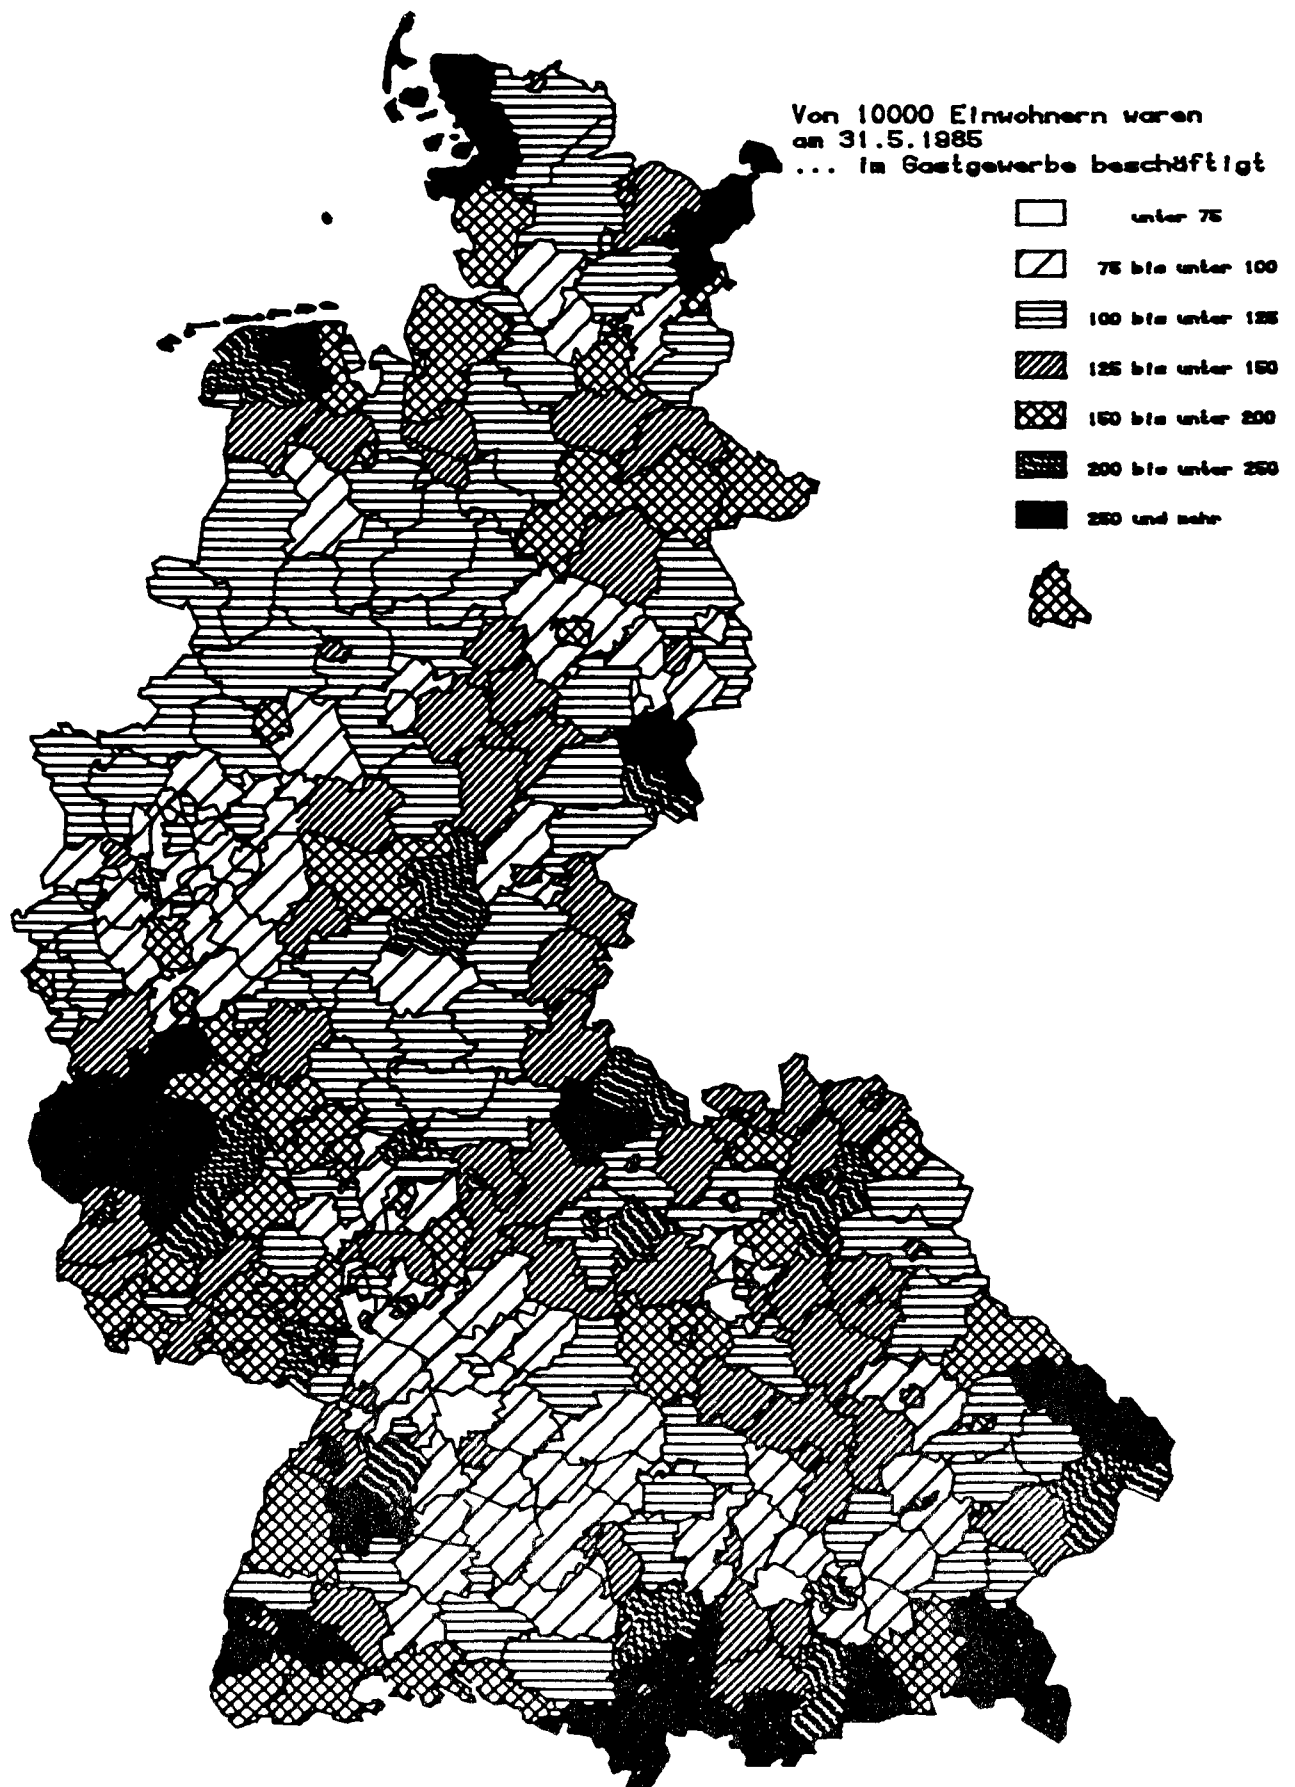 Von 10000 Einwohnern waren
am 31.5.1985
... im Gastgewerbe beschäftigt
unter 75
75 bis unter 100
100 bis unter 125
125 bis unter 150
150 bis unter 200
200 bis unter 250
250 und mehr